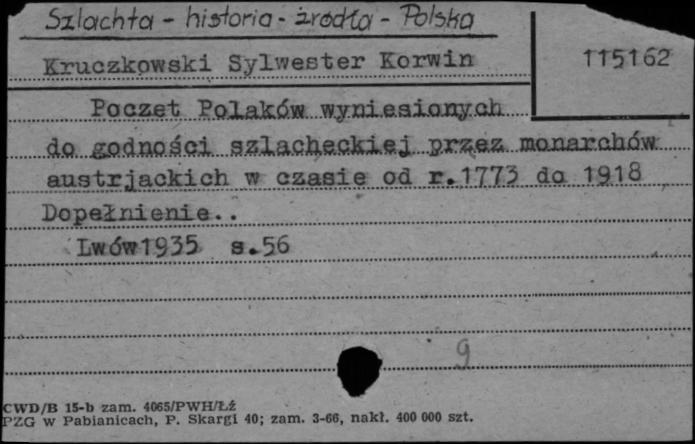 Szlachta - historia - żródła - Polska
Kruczkowski Sylwester Korwin
115162
Poczet Polaków wyniesionych
do godności szlacheckiej przez monarchów
austrjackich w czasie od r.1773 do 1918
Dopełnienie..
Lwów1935 s.56
9
CWD/B 15-b zam. 4065/PWH/Łź
PZG w Pabianicach, P. Skargi 40; zam. 3-66, nakł. 400 000 szt.